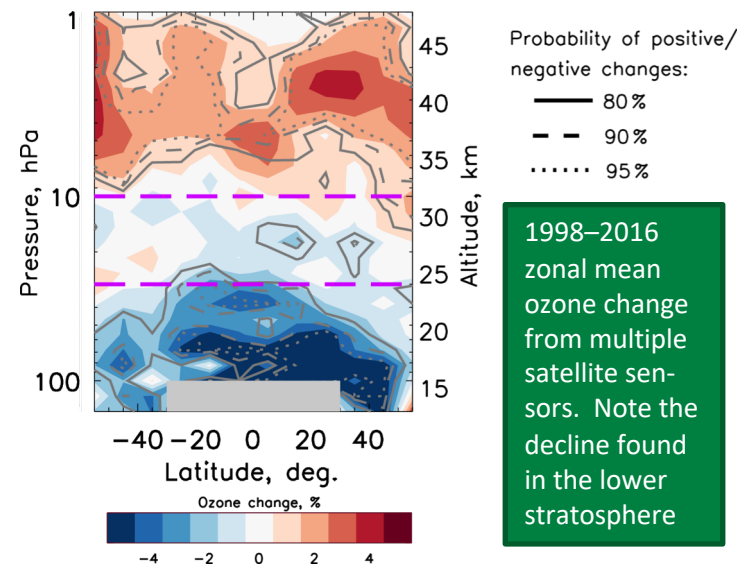 1
10
100
Pressure, hPa
45
40
35
30
25
20
15
Altitude, km
−40 −20 0 20 40
Latitude, deg.
Ozone change, %
−4 −2 0 2 4
Probability of positive/
negative changes:
80%
90%
95%
1998–2016
zonal mean
ozone change
from multiple
satellite sen-
sors. Note the
decline found
in the lower
stratosphere